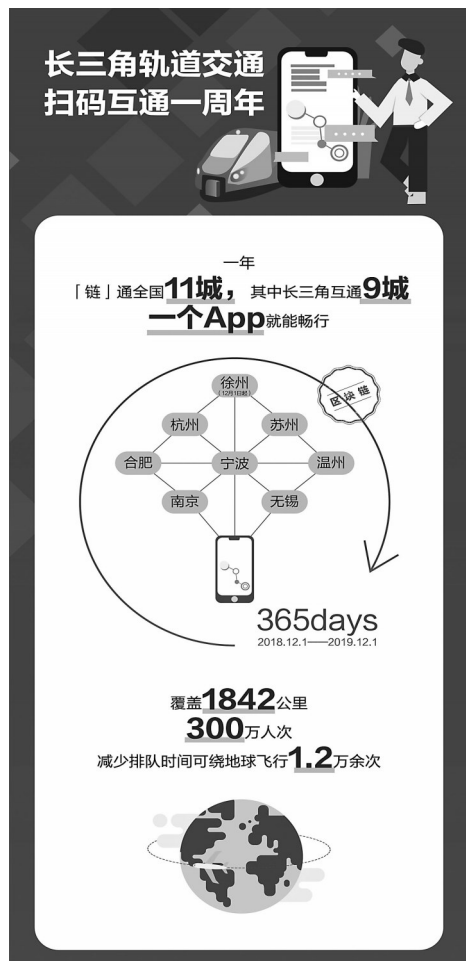 长三角轨道交通
扫码互通一周年
一年
「链」通全国11城，其中长三角互通9城
一个App就能畅行
徐州
(12月1日起)
区块链
杭州 苏州
合肥 宁波 温州
南京 无锡
365days
2018.12.1——2019.12.1
覆盖1842公里
300万人次
减少排队时间可绕地球飞行1.2万余次